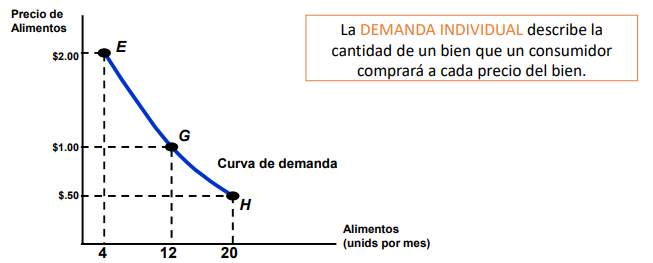 Precio de
Alimentos
La DEMANDA INDIVIDUAL describe la
cantidad de un bien que un consumidor
comprará a cada precio del bien.
E
$2.00
G
$1.00
Curva de demanda
$.50
H
Alimentos
(unids por mes)
4
12
20